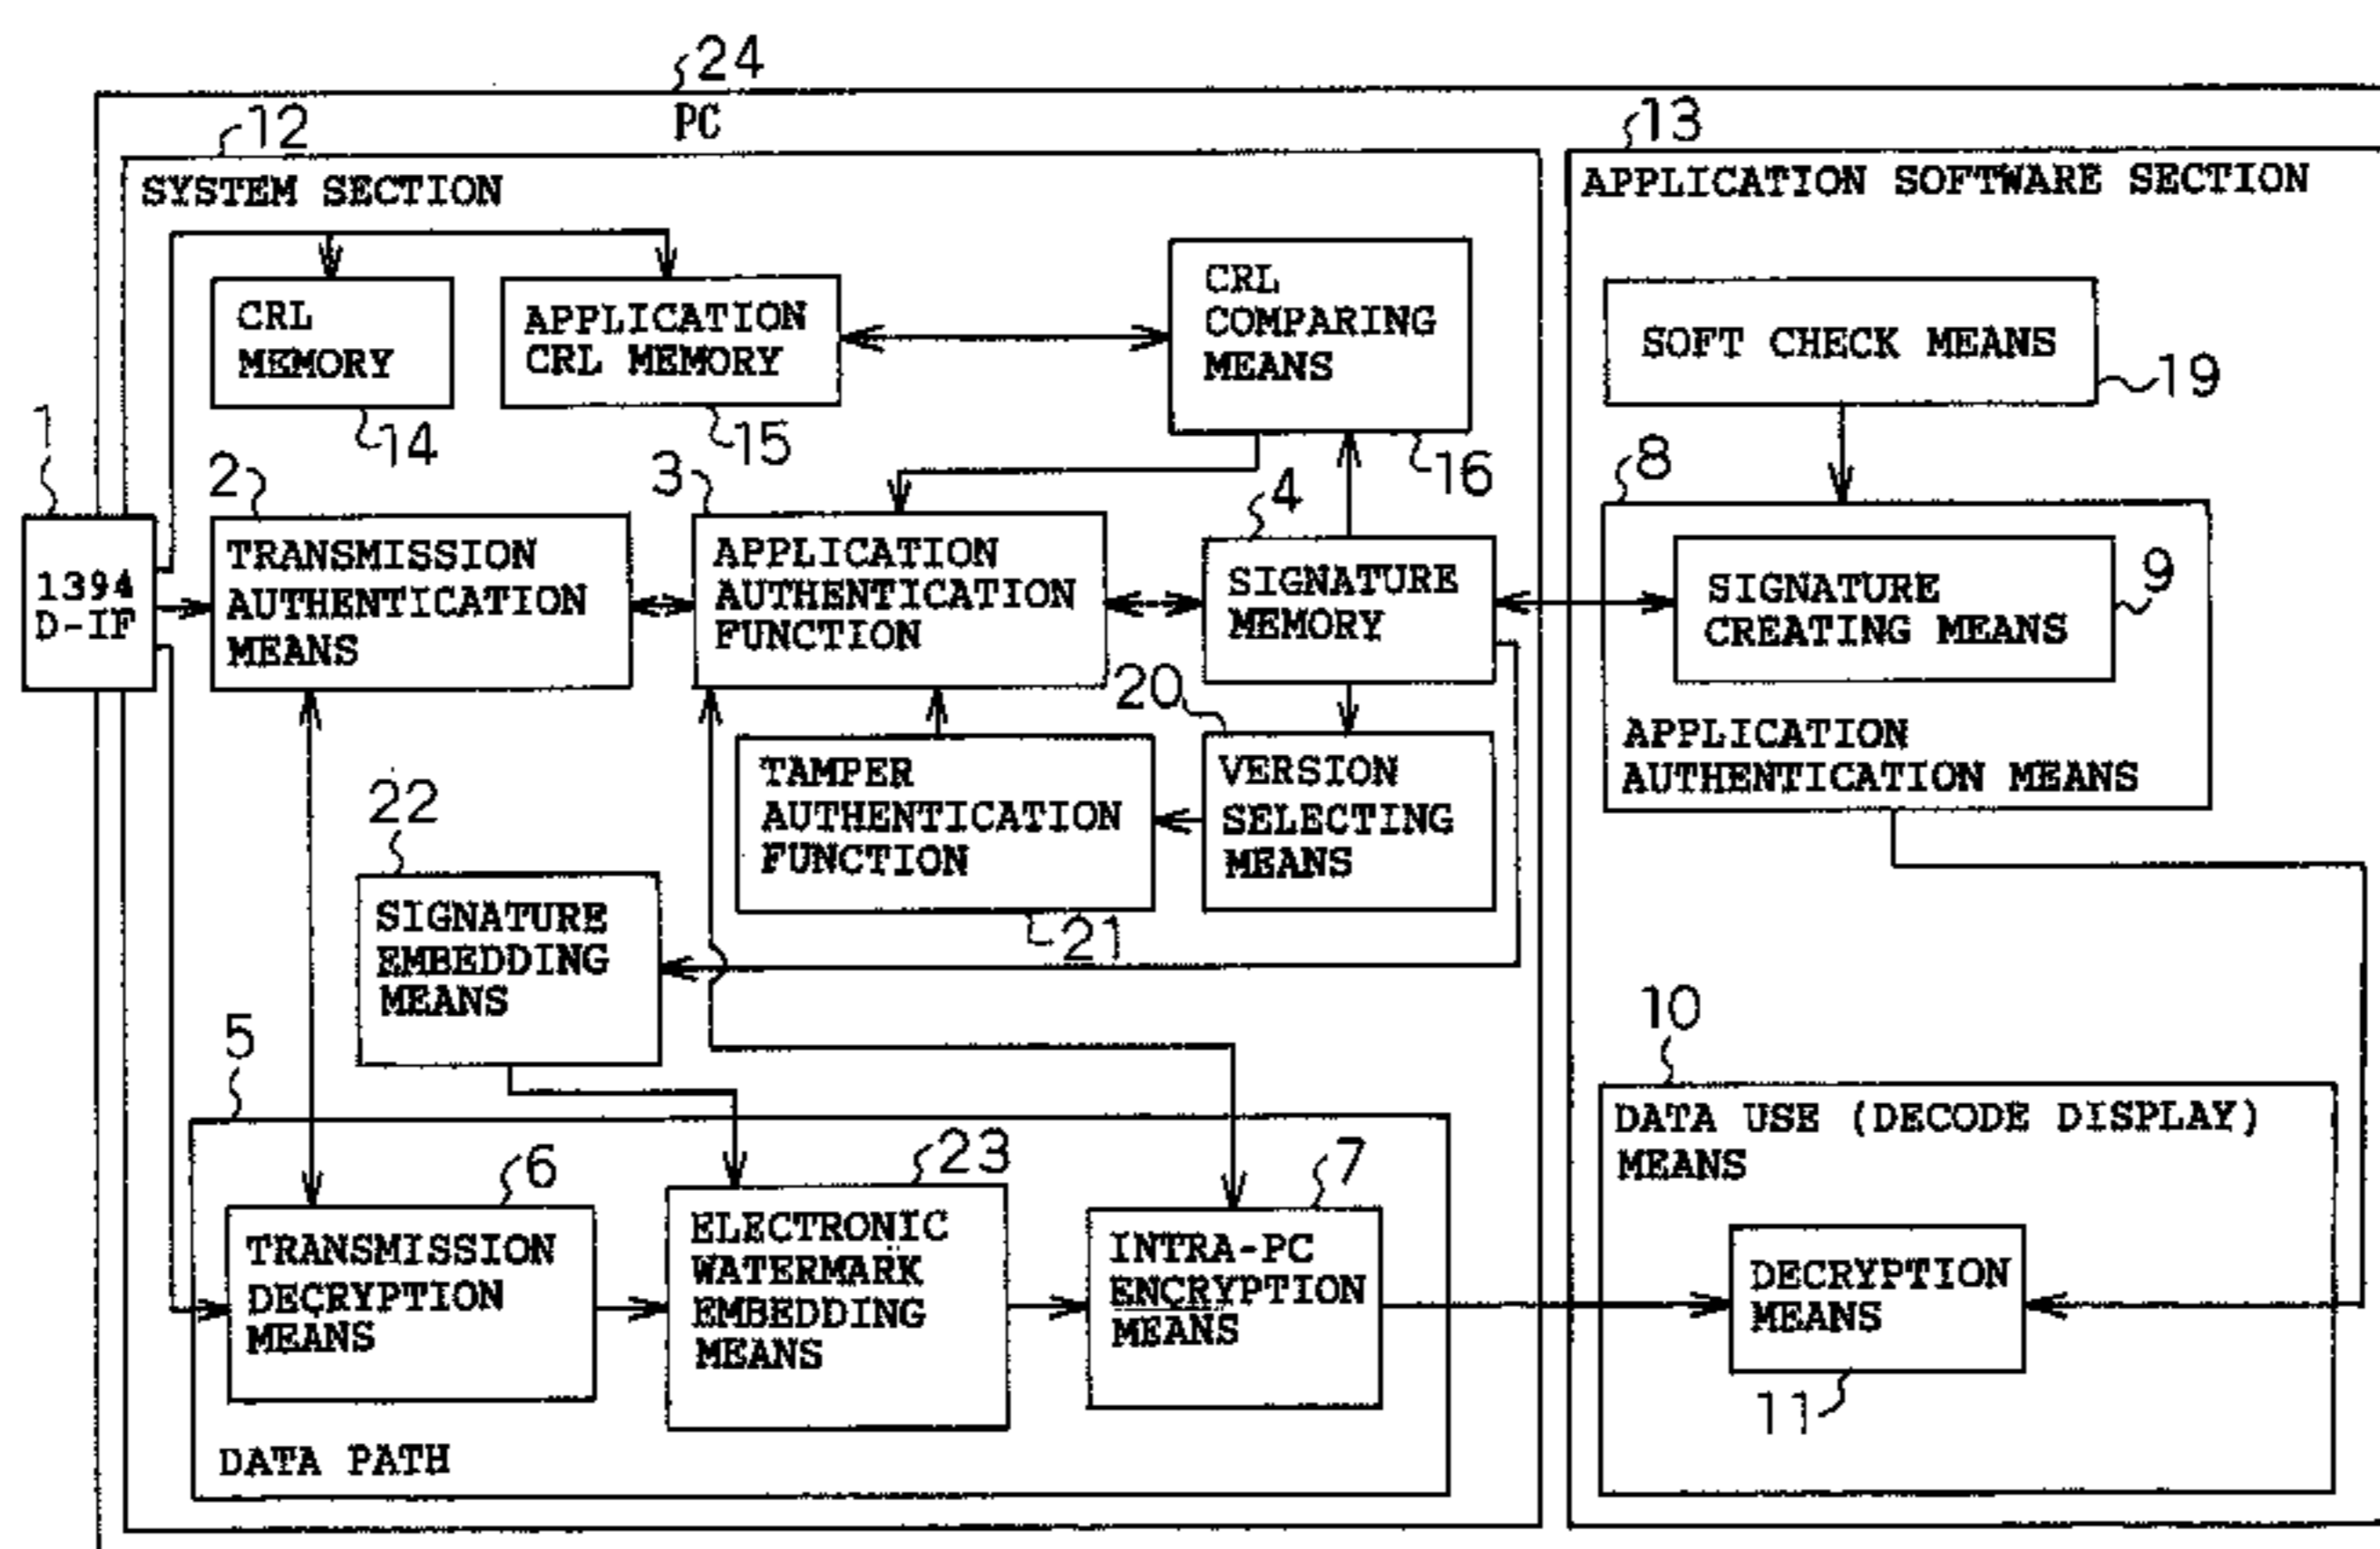 24
PC
12
SYSTEM SECTION
13
APPLICATION SOFTWARE SECTION
CRL
MEMORY
14
APPLICATION
CRL MEMORY
15
CRL
COMPARING
MEANS
16
SOFT CHECK MEANS
19
1
1394
D-IF
2
TRANSMISSION
AUTHENTICATION
MEANS
3
APPLICATION
AUTHENTICATION
FUNCTION
4
SIGNATURE
MEMORY
8
SIGNATURE
CREATING MEANS
9
APPLICATION
AUTHENTICATION MEANS
20
VERSION
SELECTING
MEANS
TAMPER
AUTHENTICATION
FUNCTION
21
22
SIGNATURE
EMBEDDING
MEANS
5
6
TRANSMISSION
DECRYPTION
MEANS
23
ELECTRONIC
WATERMARK
EMBEDDING
MEANS
7
INTRA-PC
ENCRYPTION
MEANS
DATA PATH
10
DATA USE (DECODE DISPLAY)
MEANS
DECRYPTION
MEANS
11